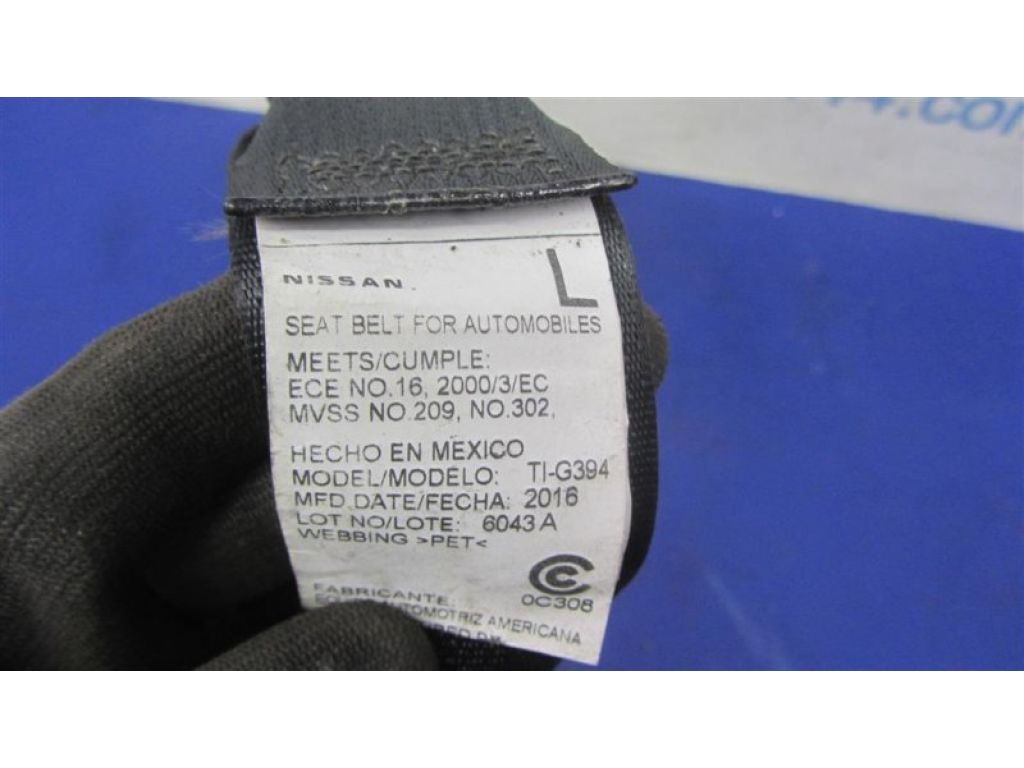 NISSAN.
L
SEAT BELT FOR AUTOMOBILES
MEETS/CUMPLE:
ECE NO.16, 2000/3/EC
MVSS NO.209, NO.302,
HECHO EN MÉXICO
MODEL/MODELO: TI-G394
MFD.DATE/FECHA: 2016
LOT NO/LOTE: 6043 A
WEBBING >PET<
0C308
FABRICANTE:
AUTOMOTRIZ AMERICANA
.com